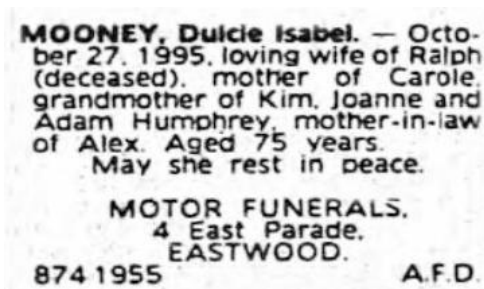 MOONEY, Dulcie Isabel. — Octo-
ber 27. 1995. loving wife of Ralph
(deceased). mother of Carole.
grandmother of Kim. Joanne and
Adam Humphrey, mother-in-law
of Alex. Aged 75 years.
May she rest in peace.
MOTOR FUNERALS.
4 East Parade.
EASTWOOD.
874 1955 A.F.D.